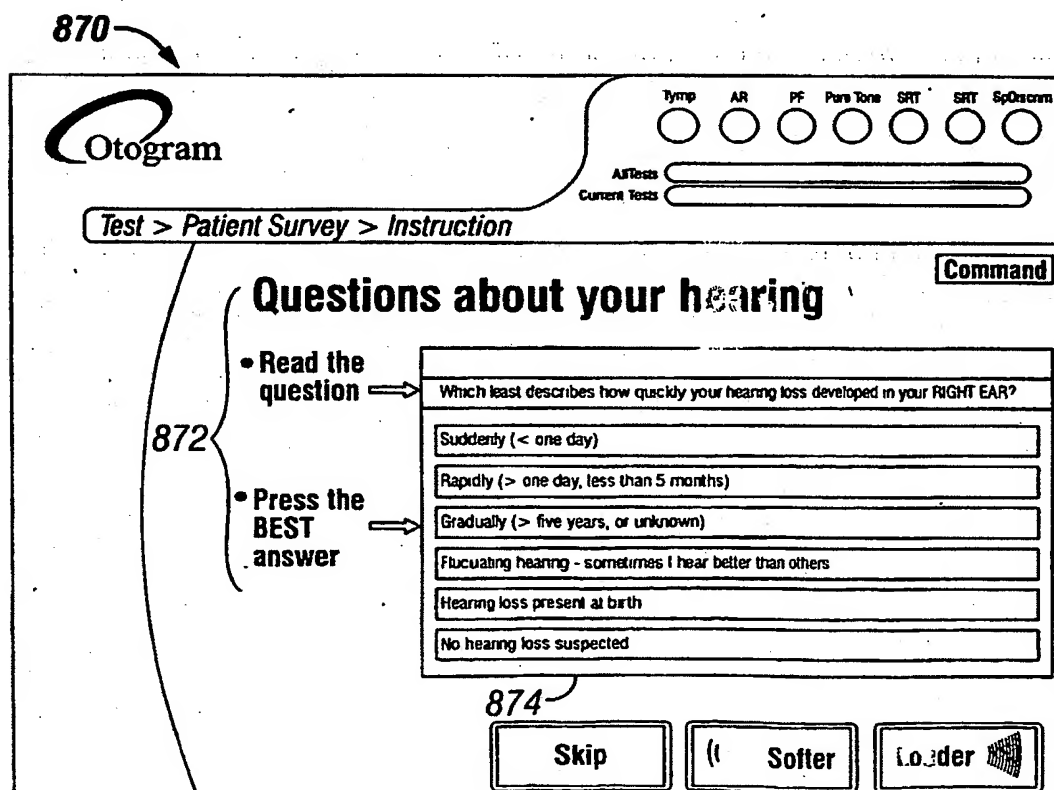 870
Otogram
Tymp AR PF Pure Tone SRT SRT SpDiscrim
All Tests
Current Tests
Test > Patient Survey > Instruction
Command
Questions about your hearing
• Read the question
Which least describes how quickly your hearing loss developed in your RIGHT EAR?
872
Suddenly (< one day)
Rapidly (> one day, less than 5 months)
• Press the BEST answer
Gradually (> five years, or unknown)
Flucuating hearing - sometimes I hear better than others
Hearing loss present at birth
No hearing loss suspected
874
Skip
Softer
Louder